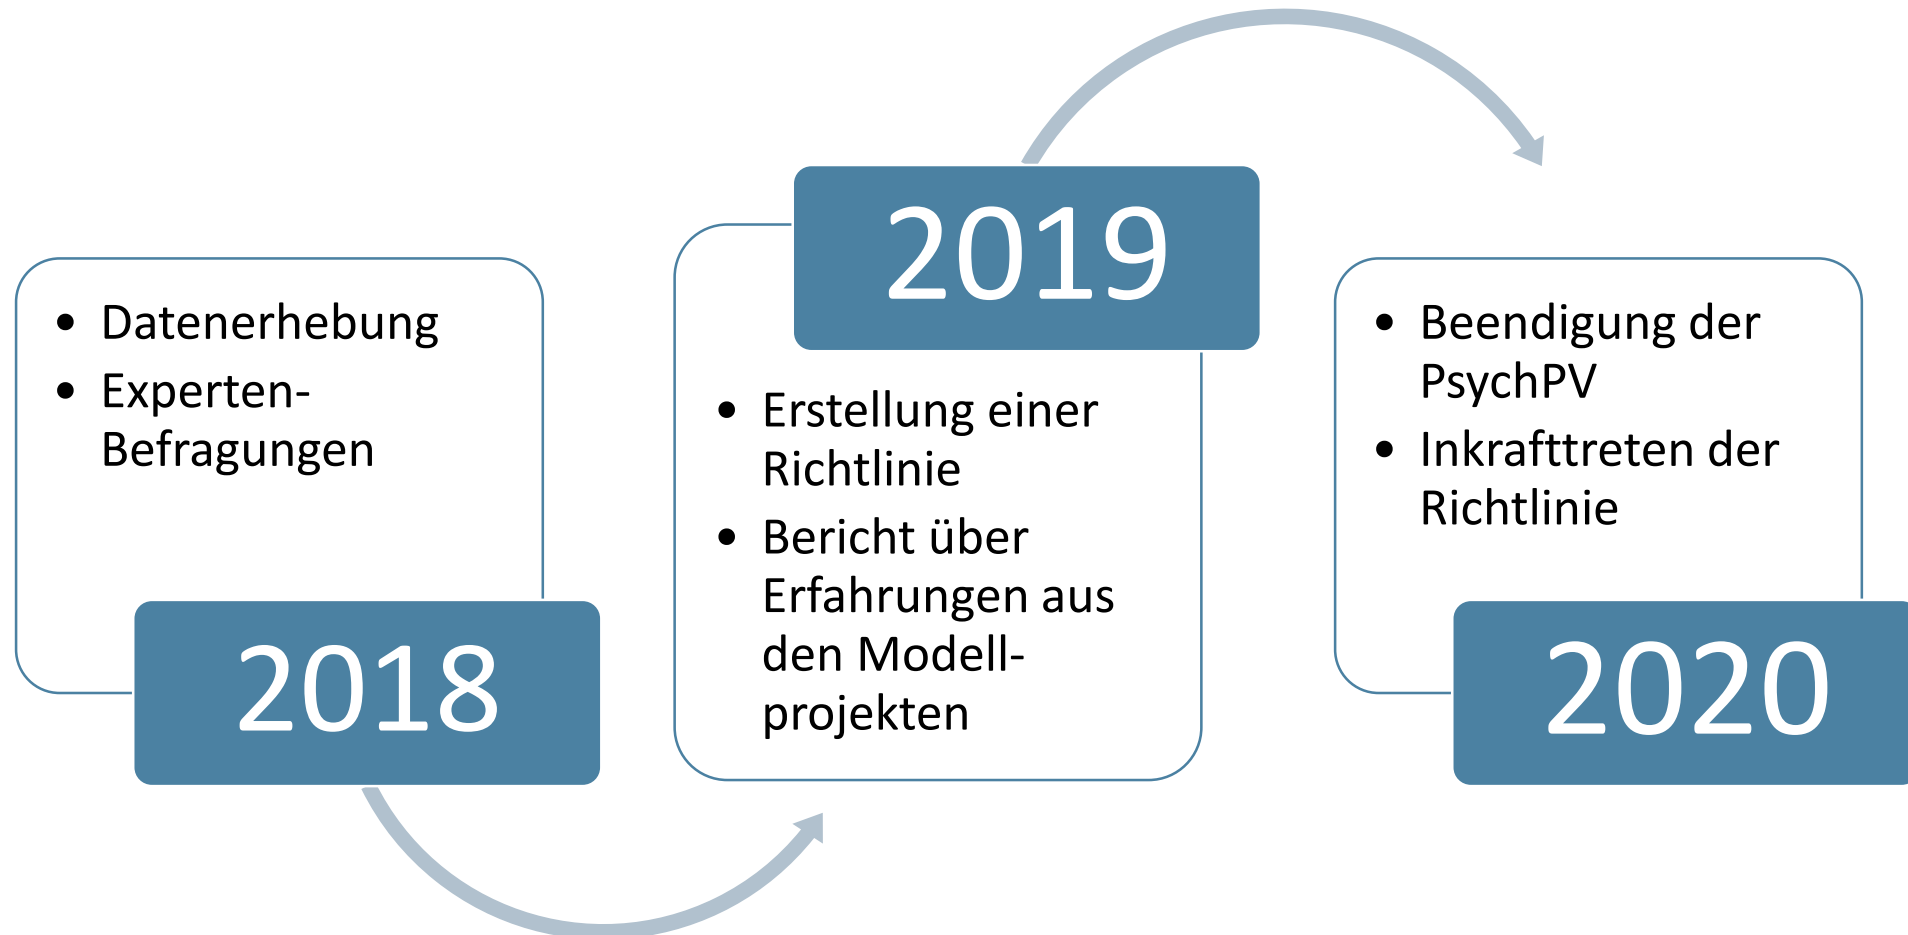 • Datenerhebung
• Experten-
Befragungen
2018
2019
• Erstellung einer
Richtlinie
• Bericht über
Erfahrungen aus
den Modell-
projekten
• Beendigung der
PsychPV
• Inkrafttreten der
Richtlinie
2020